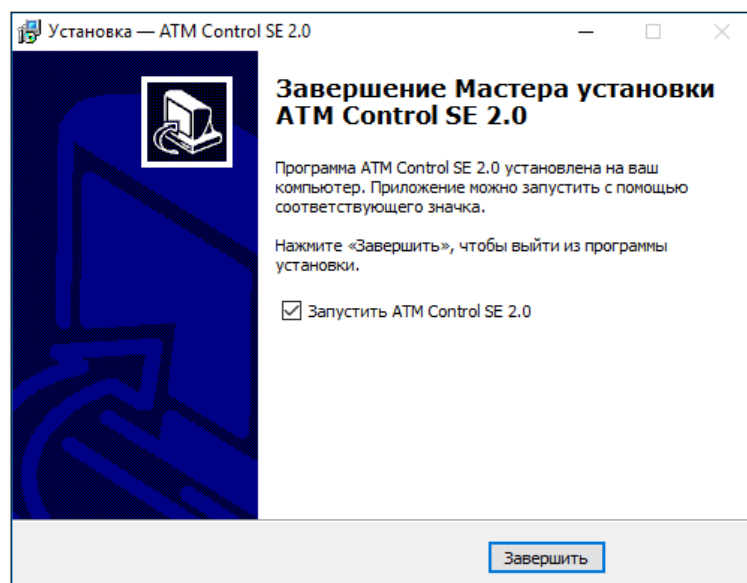 Установка — ATM Control SE 2.0
Завершение Мастера установки
ATM Control SE 2.0
Программа ATM Control SE 2.0 установлена на ваш
компьютер. Приложение можно запустить с помощью
соответствующего значка.
Нажмите «Завершить», чтобы выйти из программы
установки.
Запустить ATM Control SE 2.0
Завершить